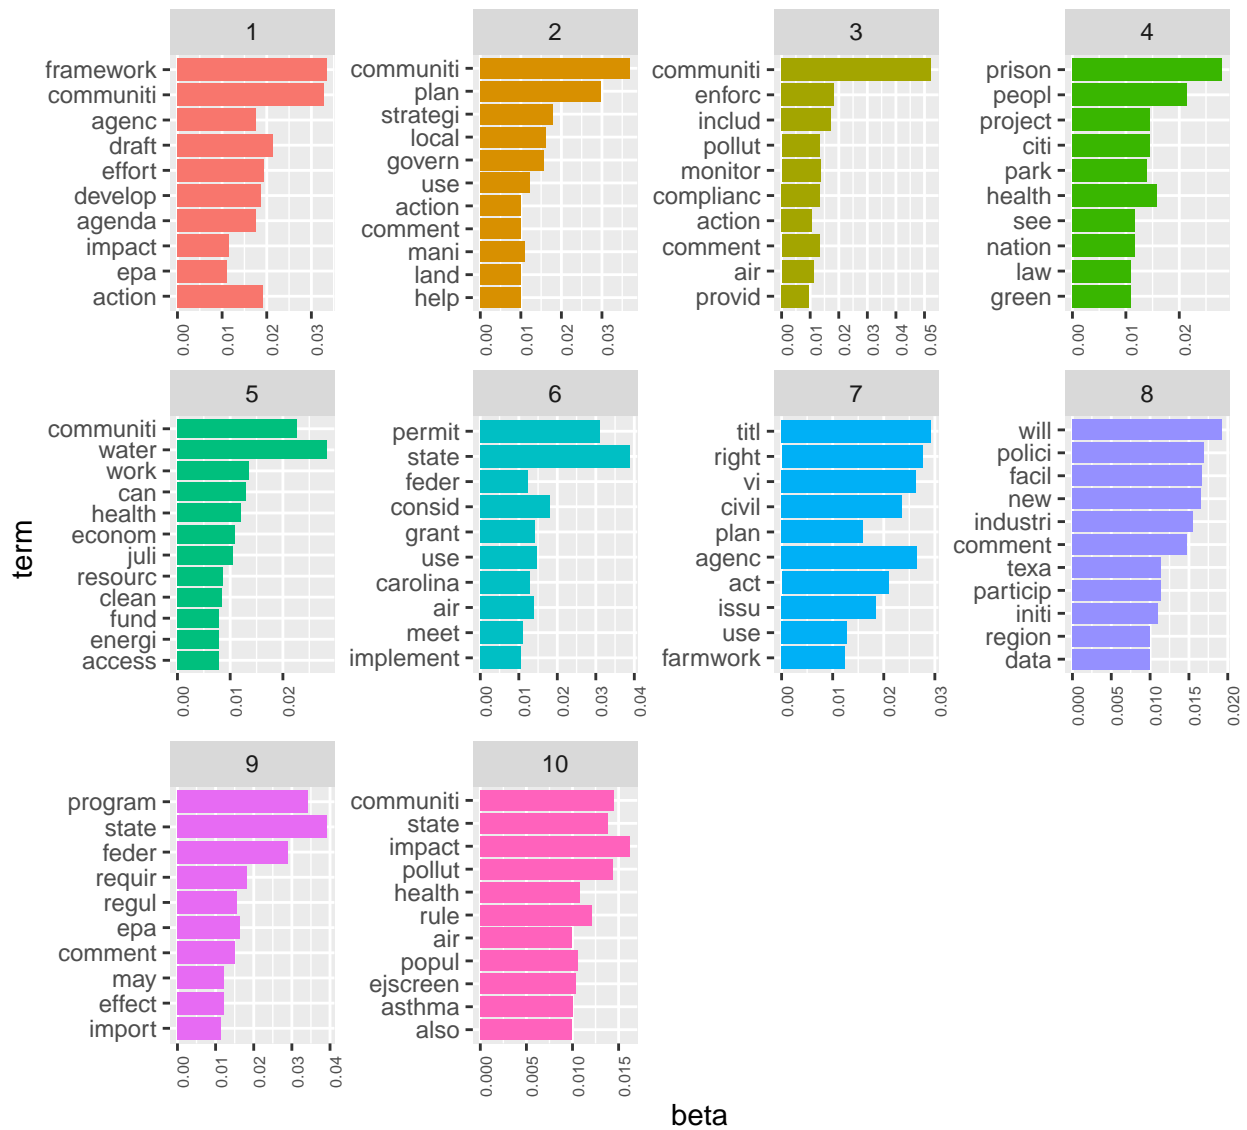 1
framework
communiti
agenc
draft
effort
develop
agenda
impact
epa
action
0.00 0.01 0.02 0.03
2
communiti
plan
strategi
local
govern
use
action
comment
mani
land
help
0.00 0.01 0.02 0.03
3
communiti
enforc
includ
pollut
monitor
complianc
action
comment
air
provid
0.00 0.01 0.02 0.03 0.04 0.05
4
prison
peopl
project
citi
park
health
see
nation
law
green
0.00 0.01 0.02
term
5
communiti
water
work
can
health
econom
juli
resourc
clean
fund
energi
access
0.00 0.01 0.02
6
permit
state
feder
consid
grant
use
carolina
air
meet
implement
0.00 0.01 0.02 0.03 0.04
7
titl
right
vi
civil
plan
agenc
act
issu
use
farmwork
0.00 0.01 0.02 0.03
8
will
polici
facil
new
industri
comment
texa
particip
initi
region
data
0.000 0.005 0.010 0.015 0.020
9
program
state
feder
requir
regul
epa
comment
may
effect
import
0.00 0.01 0.02 0.03 0.04
10
communiti
state
impact
pollut
health
rule
air
popul
ejscreen
asthma
also
0.000 0.005 0.010 0.015
beta